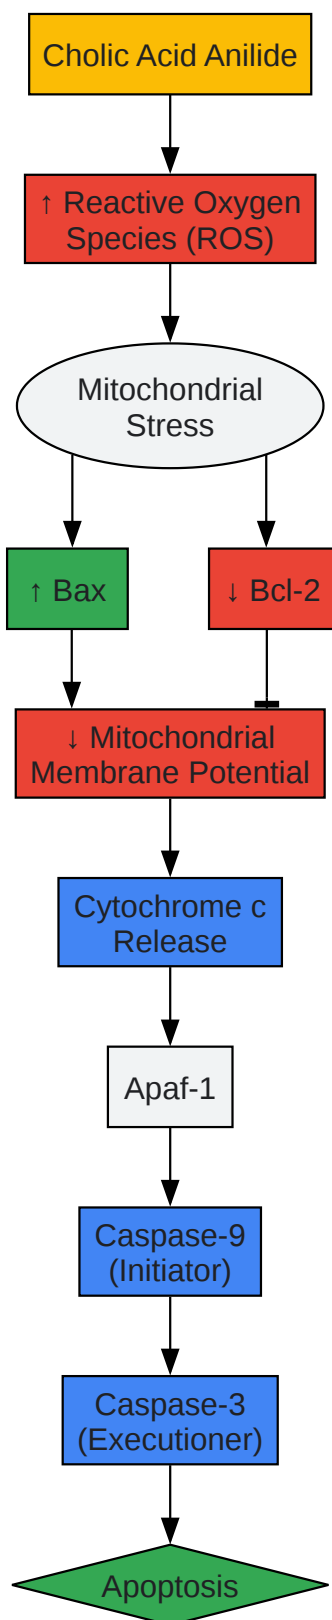 Cholic Acid Anilide
↑ Reactive Oxygen
Species (ROS)
Mitochondrial
Stress
↑ Bax
↓ Bcl-2
↓ Mitochondrial
Membrane Potential
Cytochrome c
Release
Apaf-1
Caspase-9
(Initiator)
Caspase-3
(Executioner)
Apoptosis